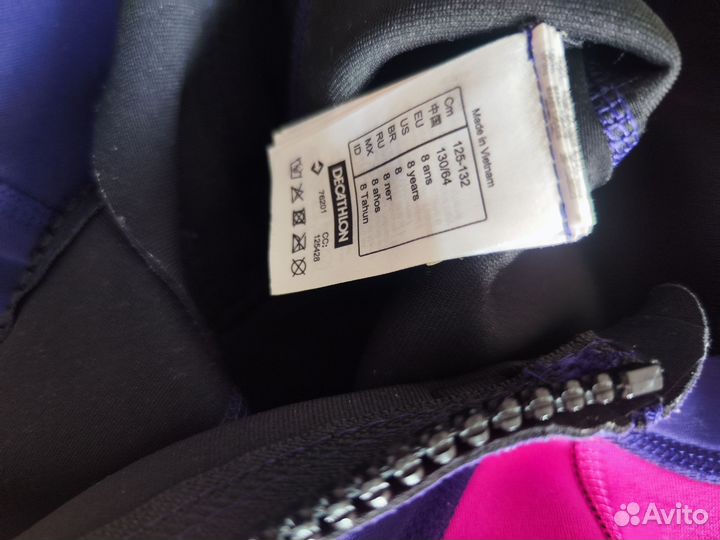 Made in Vietnam
Cm 125-132
中国 130/64
EU 8 ans
US 8 years
BR 8
RU 8 лет
MX 8 años
ID 8 Tahun
DECATHLON
CC:
76201 125428
Avito